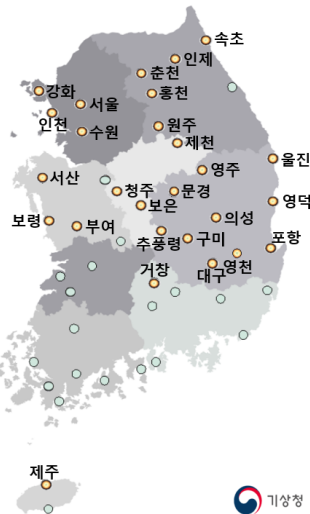 속초
인제
춘천
홍천
강화
서울
인천
수원
원주
제천
울진
영주
서산
청주
문경
영덕
보은
보령
부여
의성
추풍령
구미
포항
영천
대구
거창
제주
기상청